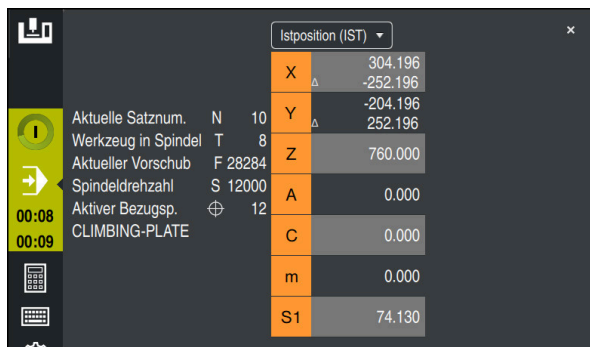 Istposition (IST)
×
X 304.196
Δ -252.196
Y -204.196
Δ 252.196
Z 760.000
A 0.000
C 0.000
m 0.000
S1 74.130
Aktuelle Satznum. N 10
Werkzeug in Spindel T 8
Aktueller Vorschub F 28284
Spindeldrehzahl S 12000
Aktiver Bezugsp. 12
CLIMBING-PLATE
00:08
00:09